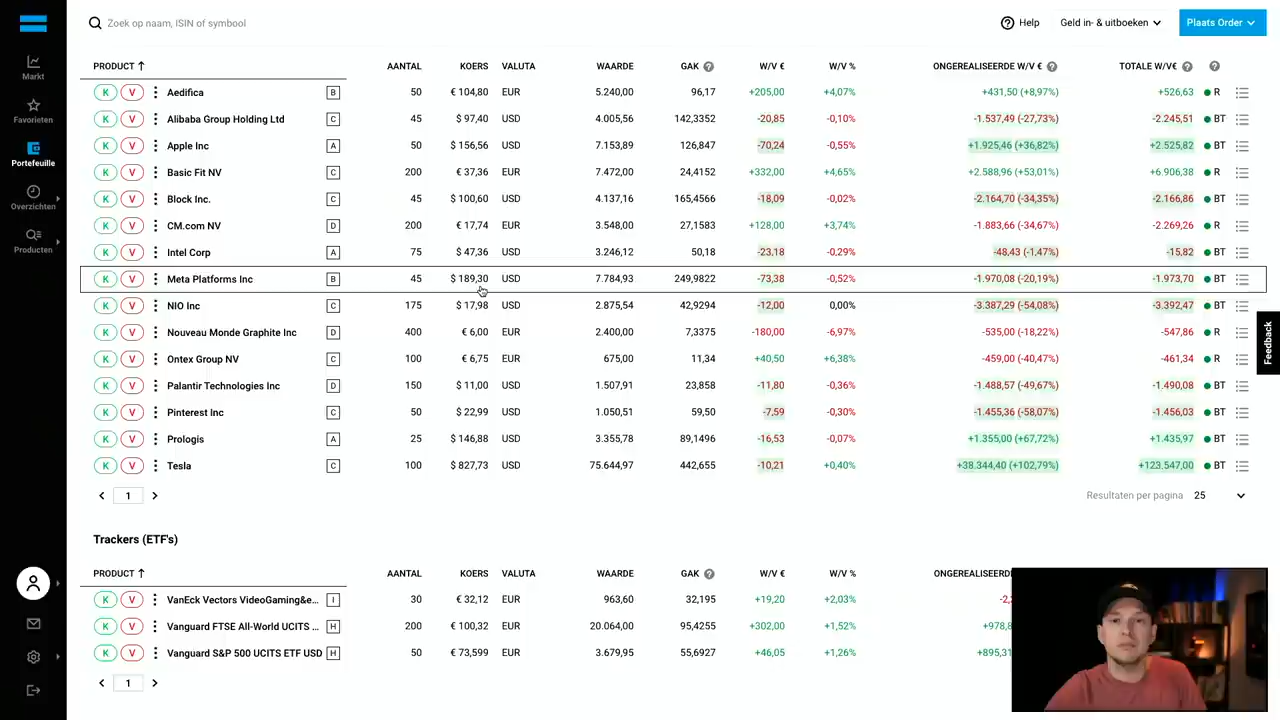 Zoek op naam, ISIN of symbool
Help
Geld in- & uitboeken
Plaats Order
Markt
Favorieten
Portefeuille
Overzichten
Producten
PRODUCT AANTAL KOERS VALUTA WAARDE GAK W/V € W/V % ONGEREALISEERDE W/V € TOTALE W/V€
K V Aedifica B 50 € 104,80 EUR 5.240,00 96,17 +205,00 +4,07% +431,50 (+8,97%) +526,63 R
K V Alibaba Group Holding Ltd C 45 $ 97,40 USD 4.005,56 142,3352 -20,85 -0,10% -1.537,49 (-27,73%) -2.245,51 BT
K V Apple Inc A 50 $ 156,56 USD 7.153,89 126,847 -70,24 -0,55% +1.925,46 (+36,82%) +2.525,82 BT
K V Basic Fit NV C 200 € 37,36 EUR 7.472,00 24,4152 +332,00 +4,65% +2.588,96 (+53,01%) +6.906,38 R
K V Block Inc. C 45 $ 100,60 USD 4.137,16 165,4566 -18,09 -0,02% -2.164,70 (-34,35%) -2.166,86 BT
K V CM.com NV D 200 € 17,74 EUR 3.548,00 27,1583 +128,00 +3,74% -1.883,66 (-34,67%) -2.269,26 R
K V Intel Corp A 75 $ 47,36 USD 3.246,12 50,18 -23,18 -0,29% -48,43 (-1,47%) -15,82 BT
K V Meta Platforms Inc B 45 $ 189,30 USD 7.784,93 249,9822 -73,38 -0,52% -1.970,08 (-20,19%) -1.973,70 BT
K V NIO Inc C 175 $ 17,98 USD 2.875,54 42,9294 -12,00 0,00% -3.387,29 (-54,08%) -3.392,47 BT
K V Nouveau Monde Graphite Inc D 400 € 6,00 EUR 2.400,00 7,3375 -180,00 -6,97% -535,00 (-18,22%) -547,86 R
K V Ontex Group NV C 100 € 6,75 EUR 675,00 11,34 +40,50 +6,38% -459,00 (-40,47%) -461,34 R
K V Palantir Technologies Inc D 150 $ 11,00 USD 1.507,91 23,858 -11,80 -0,36% -1.488,57 (-49,67%) -1.490,08 BT
K V Pinterest Inc C 50 $ 22,99 USD 1.050,51 59,50 -7,59 -0,30% -1.455,36 (-58,07%) -1.456,03 BT
K V Prologis A 25 $ 146,88 USD 3.355,78 89,1496 -16,53 -0,07% +1.355,00 (+67,72%) +1.435,97 BT
K V Tesla C 100 $ 827,73 USD 75.644,97 442,655 -10,21 +0,40% +38.344,40 (+102,79%) +123.547,00 BT
Feedback
1
Resultaten per pagina 25
Trackers (ETF's)
PRODUCT AANTAL KOERS VALUTA WAARDE GAK W/V € W/V % ONGEREALISEERD
K V VanEck Vectors VideoGaming&e... I 30 € 32,12 EUR 963,60 32,195 +19,20 +2,03% -2,
K V Vanguard FTSE All-World UCITS ... H 200 € 100,32 EUR 20.064,00 95,4255 +302,00 +1,52% +978,8
K V Vanguard S&P 500 UCITS ETF USD H 50 € 73,599 EUR 3.679,95 55,6927 +46,05 +1,26% +895,31
1